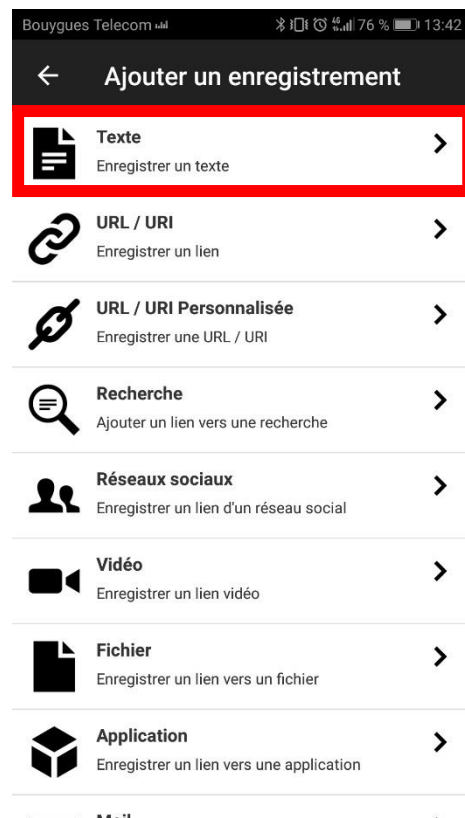 Bouygues Telecom 76 % 13:42
Ajouter un enregistrement
Texte
Enregistrer un texte
URL / URI
Enregistrer un lien
URL / URI Personnalisée
Enregistrer une URL / URI
Recherche
Ajouter un lien vers une recherche
Réseaux sociaux
Enregistrer un lien d'un réseau social
Vidéo
Enregistrer un lien vidéo
Fichier
Enregistrer un lien vers un fichier
Application
Enregistrer un lien vers une application